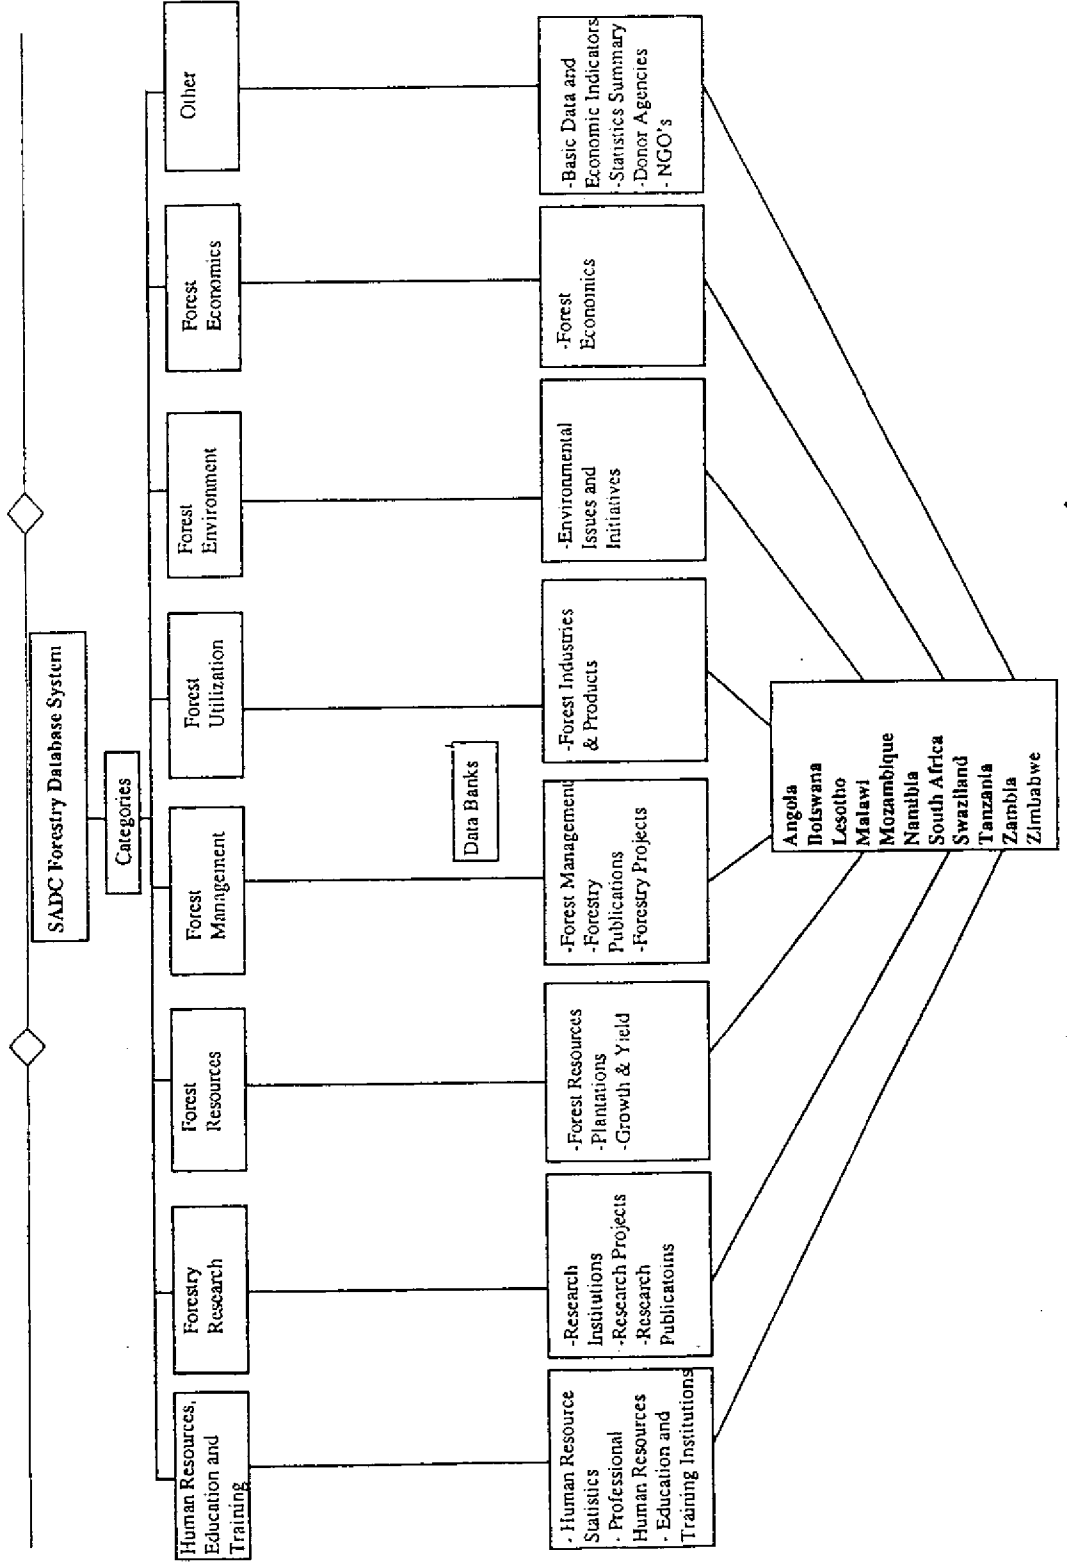 SADC Forestry Database System
Categories
Human Resources,
Education and
Training
Forestry
Research
Forest
Resources
Forest
Management
Forest
Utilization
Forest
Environment
Forest
Economics
Other
Data Banks
- Human Resource
Statistics
- Professional
Human Resources
- Education and
Training Institutions
-Research
Institutions
-Research Projects
-Research
Publicatoins
-Forest Resources
-Plantations
-Growth & Yield
-Forest Management
-Forestry
Publications
-Forestry Projects
-Forest Industries
& Products
-Environmental
Issues and
Initiatives
-Forest
Economics
-Basic Data and
Economic Indicators
-Statistics Summary
-Donor Agencies
- NGO's
Angola
Botswana
Lesotho
Malawi
Mozambique
Namibia
South Africa
Swaziland
Tanzania
Zambia
Zimbabwe